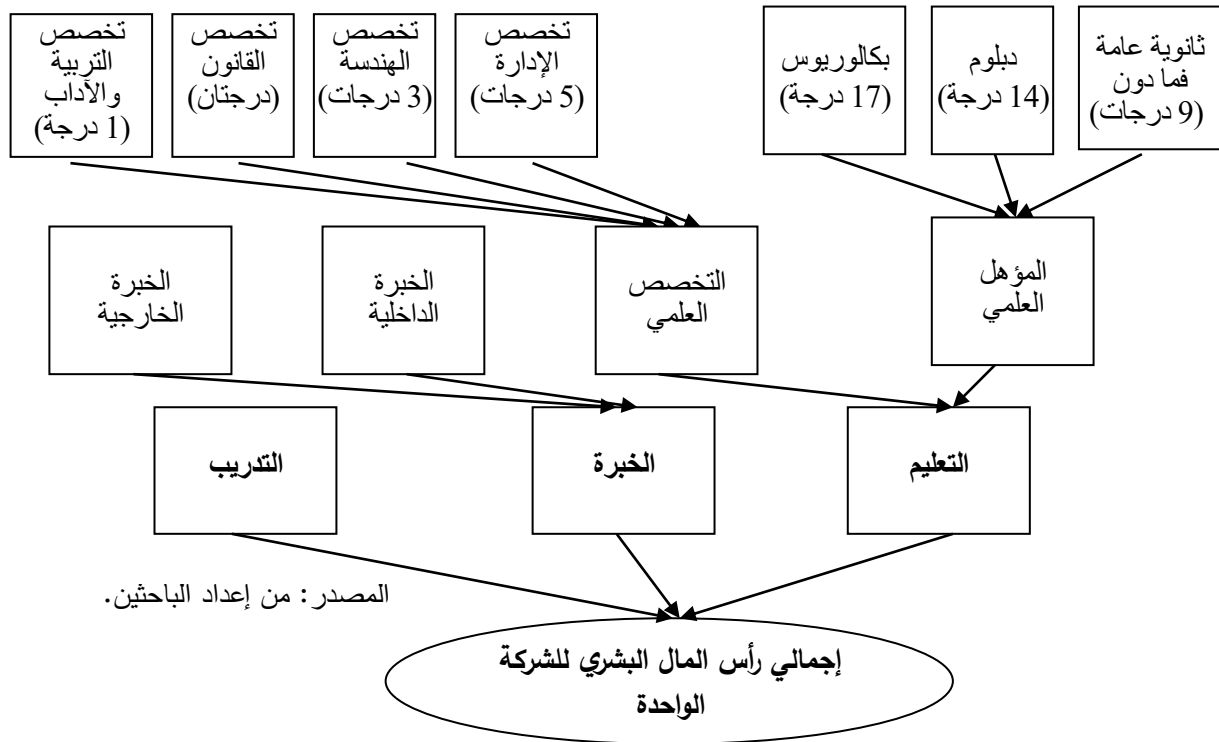 ثانوية عامة
فما دون
(9 درجات)
دبلوم
(14 درجة)
بكالوريوس
(17 درجة)
تخصص
الإدارة
(5 درجات)
تخصص
الهندسة
(3 درجات)
تخصص
القانون
(درجتان)
تخصص
التربية
والآداب
(1 درجة)
المؤهل
العلمي
التخصص
العلمي
الخبرة
الداخلية
الخبرة
الخارجية
التعليم
الخبرة
التدريب
المصدر: من إعداد الباحثين.
إجمالي رأس المال البشري للشركة
الواحدة